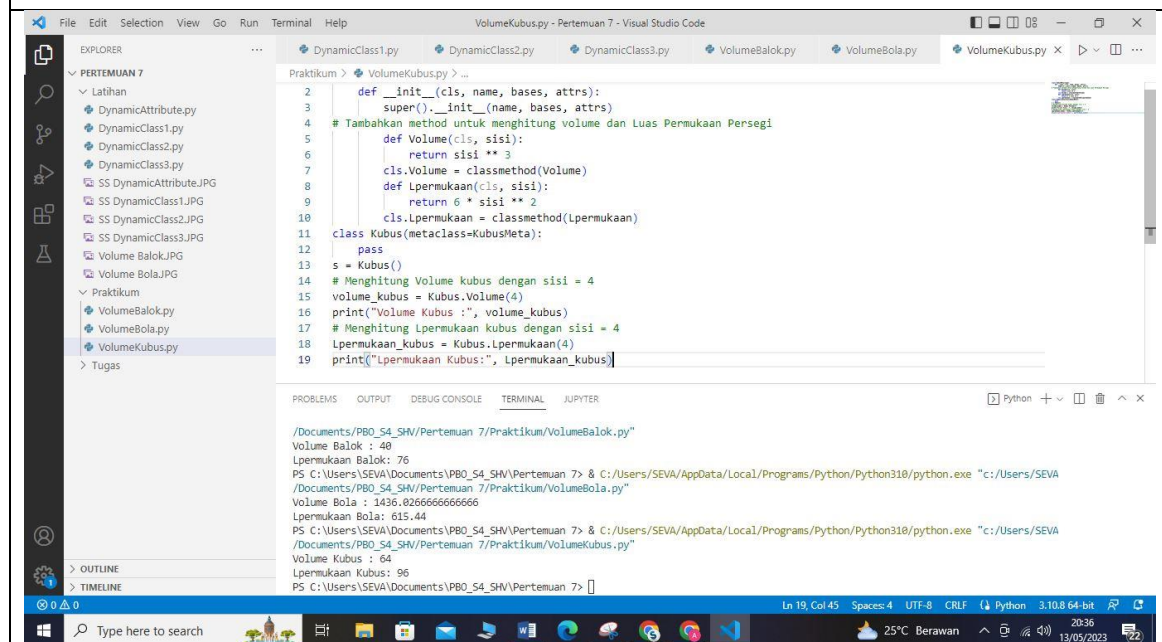 File Edit Selection View Go Run Terminal Help VolumeKubus.py - Pertemuan 7 - Visual Studio Code
EXPLORER ...
DynamicClass1.py DynamicClass2.py DynamicClass3.py VolumeBalok.py VolumeBola.py VolumeKubus.py
PERTEMUAN 7
Latihan
DynamicAttribute.py
DynamicClass1.py
DynamicClass2.py
DynamicClass3.py
SS DynamicAttribute.JPG
SS DynamicClass1.JPG
SS DynamicClass2.JPG
SS DynamicClass3.JPG
Volume Balok.JPG
Volume Bola.JPG
Praktikum
VolumeBalok.py
VolumeBola.py
VolumeKubus.py
> Tugas
> OUTLINE
> TIMELINE
Praktikum > VolumeKubus.py > ...
2 def __init__(cls, name, bases, attrs):
3 super().__init__(name, bases, attrs)
4 # Tambahkan method untuk menghitung volume dan Luas Permukaan Persegi
5 def Volume(cls, sisi):
6 return sisi ** 3
7 cls.Volume = classmethod(Volume)
8 def Lpermukaan(cls, sisi):
9 return 6 * sisi ** 2
10 cls.Lpermukaan = classmethod(Lpermukaan)
11 class Kubus(metaclass=KubusMeta):
12 pass
13 s = Kubus()
14 # Menghitung Volume kubus dengan sisi = 4
15 volume_kubus = Kubus.Volume(4)
16 print("Volume Kubus :", volume_kubus)
17 # Menghitung Lpermukaan kubus dengan sisi = 4
18 Lpermukaan_kubus = Kubus.Lpermukaan(4)
19 print("Lpermukaan Kubus:", Lpermukaan_kubus)
PROBLEMS OUTPUT DEBUG CONSOLE TERMINAL JUPYTER Python
/Documents/PBO_S4_SHV/Pertemuan 7/Praktikum/VolumeBalok.py"
Volume Balok : 40
Lpermukaan Balok: 76
PS C:\Users\SEVA\Documents\PBO_S4_SHV\Pertemuan 7> & C:/Users/SEVA/AppData/Local/Programs/Python/Python310/python.exe "c:/Users/SEVA
/Documents/PBO_S4_SHV/Pertemuan 7/Praktikum/VolumeBola.py"
Volume Bola : 1436.0266666666666
Lpermukaan Bola: 615.44
PS C:\Users\SEVA\Documents\PBO_S4_SHV\Pertemuan 7> & C:/Users/SEVA/AppData/Local/Programs/Python/Python310/python.exe "c:/Users/SEVA
/Documents/PBO_S4_SHV/Pertemuan 7/Praktikum/VolumeKubus.py"
Volume Kubus : 64
Lpermukaan Kubus: 96
PS C:\Users\SEVA\Documents\PBO_S4_SHV\Pertemuan 7>
0 0 Ln 19, Col 45 Spaces: 4 UTF-8 CRLF Python 3.10.8 64-bit
Type here to search 25°C Berawan 20:36
13/05/2023 22